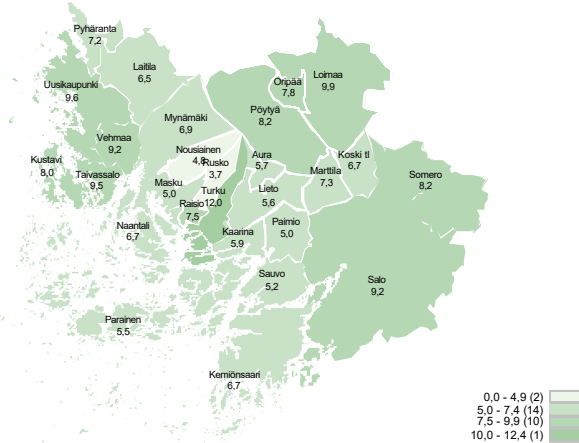 Pyhäranta
7,2
Laitila
6,5
Loimaa
9,9
Oripää
7,8
Uusikaupunki
9,6
Pöytyä
8,2
Mynämäki
6,9
Vehmaa
9,2
Nousiainen
4,8
Rusko
3,7
Aura
5,7
Koski tl
6,7
Marttila
7,3
Kustavi
8,0
Taivassalo
9,5
Masku
5,0
Somero
8,2
Turku
12,0
Lieto
5,6
Raisio
7,5
Naantali
6,7
Kaarina
5,9
Paimio
5,0
Sauvo
5,2
Salo
9,2
Parainen
5,5
Kemiönsaari
6,7
0,0 - 4,9 (2)
5,0 - 7,4 (14)
7,5 - 9,9 (10)
10,0 - 12,4 (1)